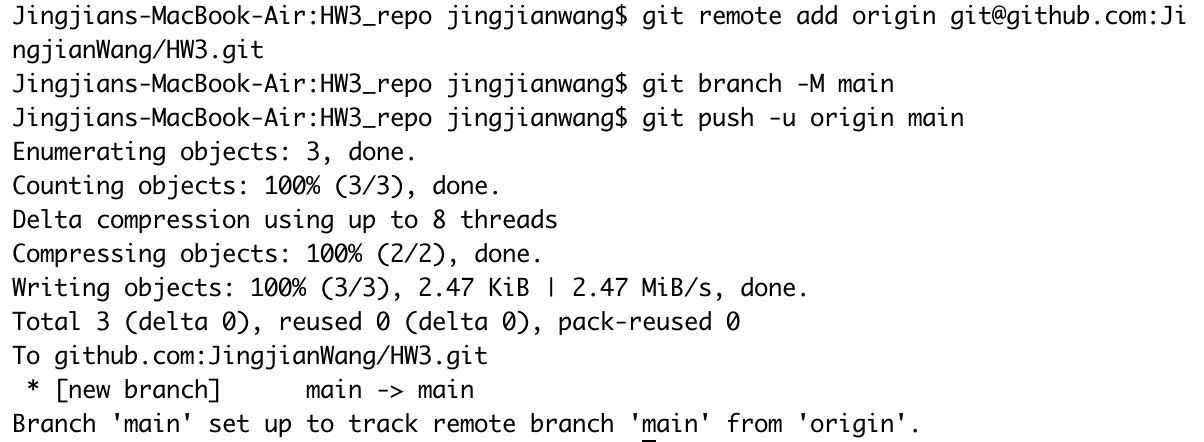 Jingjians-MacBook-Air:HW3_repo jingjianwang$ git remote add origin git@github.com:Ji
ngjianWang/HW3.git
Jingjians-MacBook-Air:HW3_repo jingjianwang$ git branch -M main
Jingjians-MacBook-Air:HW3_repo jingjianwang$ git push -u origin main
Enumerating objects: 3, done.
Counting objects: 100% (3/3), done.
Delta compression using up to 8 threads
Compressing objects: 100% (2/2), done.
Writing objects: 100% (3/3), 2.47 KiB | 2.47 MiB/s, done.
Total 3 (delta 0), reused 0 (delta 0), pack-reused 0
To github.com:JingjianWang/HW3.git
 * [new branch]      main -> main
Branch 'main' set up to track remote branch 'main' from 'origin'.